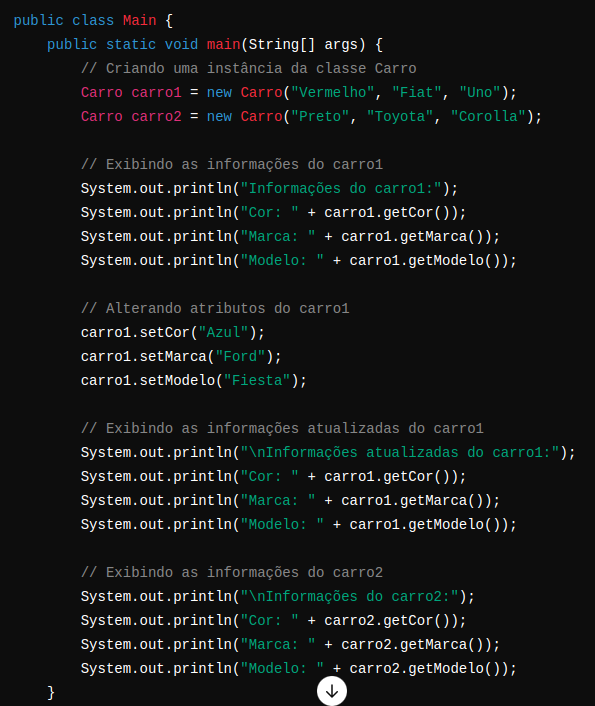 public class Main {
    public static void main(String[] args) {
        // Criando uma instância da classe Carro
        Carro carro1 = new Carro("Vermelho", "Fiat", "Uno");
        Carro carro2 = new Carro("Preto", "Toyota", "Corolla");

        // Exibindo as informações do carro1
        System.out.println("Informações do carro1:");
        System.out.println("Cor: " + carro1.getCor());
        System.out.println("Marca: " + carro1.getMarca());
        System.out.println("Modelo: " + carro1.getModelo());

        // Alterando atributos do carro1
        carro1.setCor("Azul");
        carro1.setMarca("Ford");
        carro1.setModelo("Fiesta");

        // Exibindo as informações atualizadas do carro1
        System.out.println("\nInformações atualizadas do carro1:");
        System.out.println("Cor: " + carro1.getCor());
        System.out.println("Marca: " + carro1.getMarca());
        System.out.println("Modelo: " + carro1.getModelo());

        // Exibindo as informações do carro2
        System.out.println("\nInformações do carro2:");
        System.out.println("Cor: " + carro2.getCor());
        System.out.println("Marca: " + carro2.getMarca());
        System.out.println("Modelo: " + carro2.getModelo());
    }